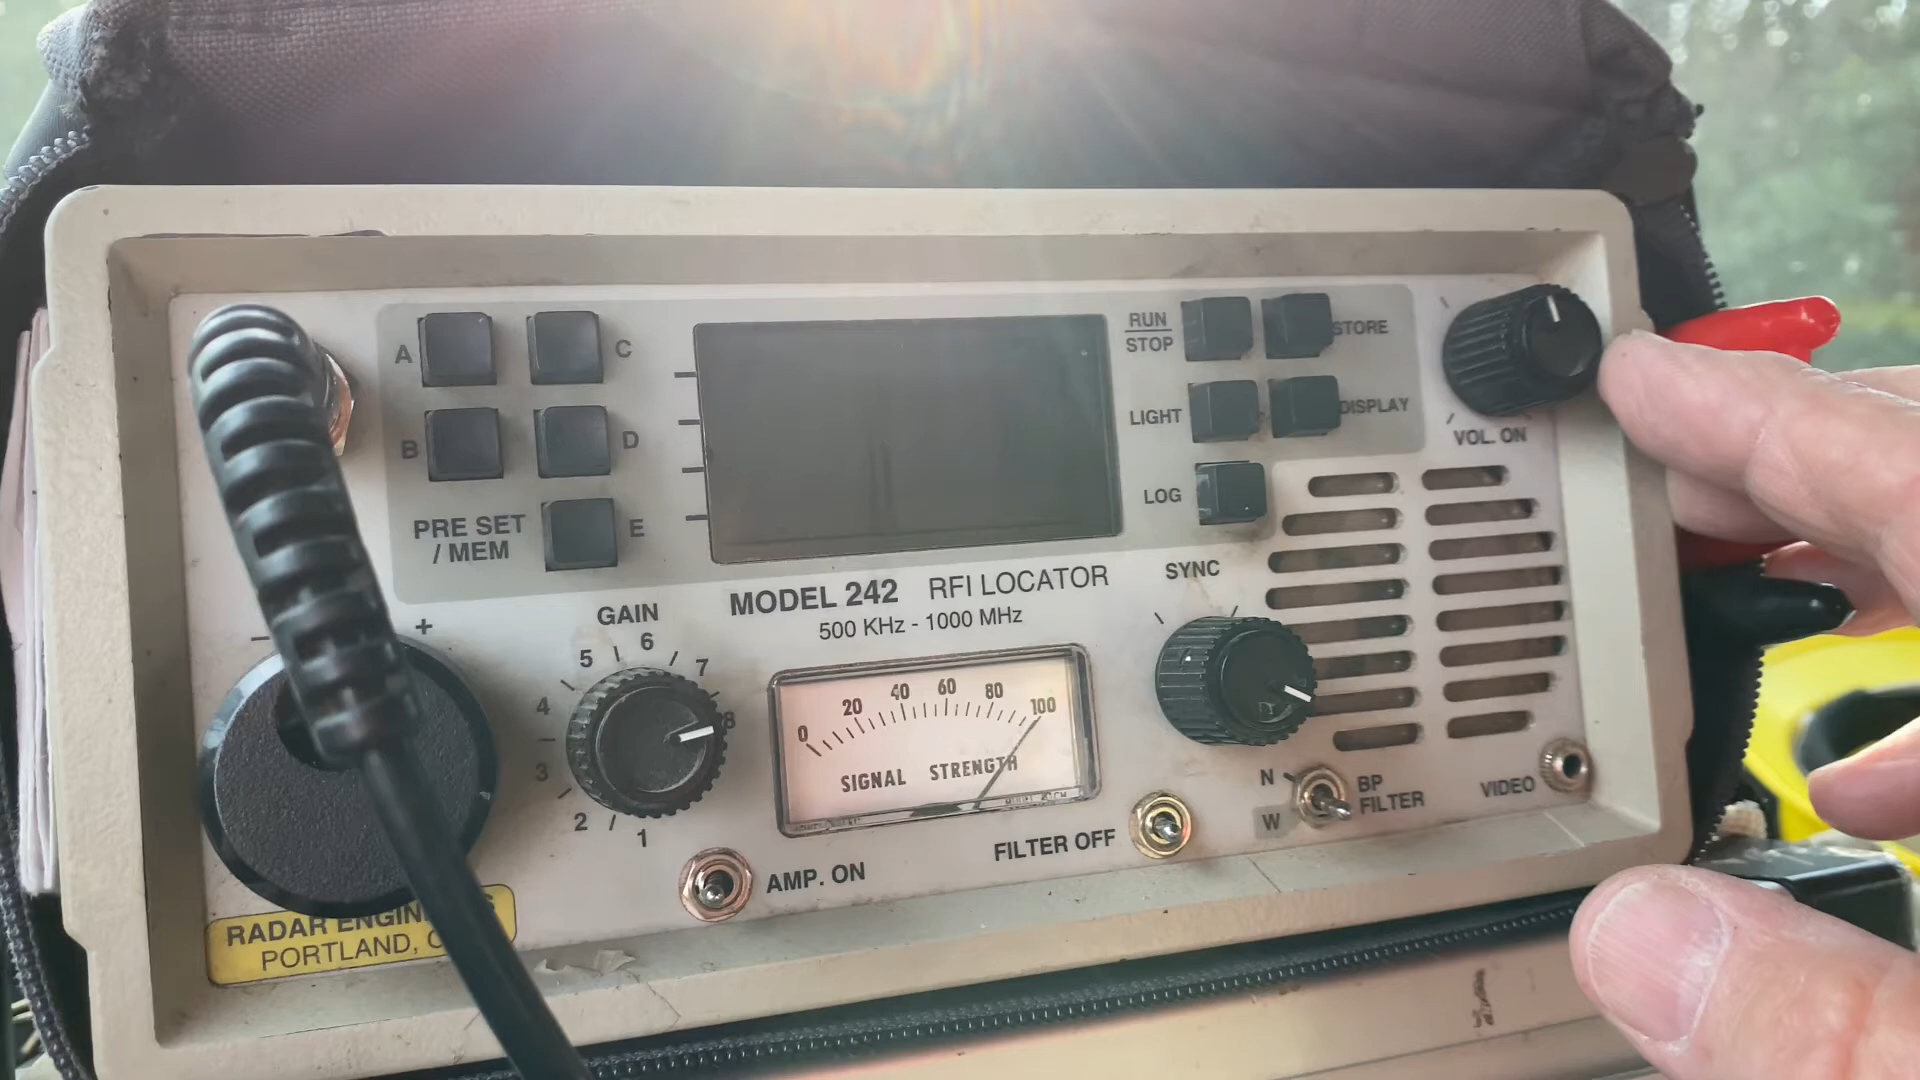 A
C
B
D
PRE SET
/ MEM
E
RUN
STOP
STORE
LIGHT
DISPLAY
LOG
VOL. ON
MODEL 242 RFI LOCATOR
500 KHz - 1000 MHz
SYNC
- +
GAIN
1
2
3
4
5
6
7
8
0 20 40 60 80 100
SIGNAL STRENGTH
N
W
BP
FILTER
VIDEO
FILTER OFF
AMP. ON
RADAR
PORTLAND,